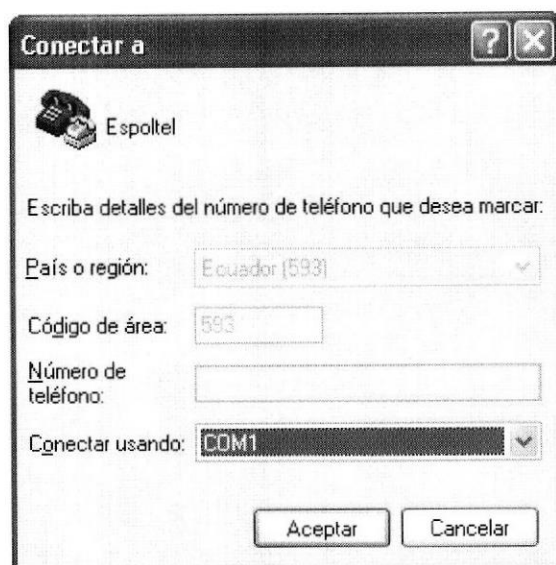 Conectar a
Espoltel
Escriba detalles del número de teléfono que desea marcar:
País o región: Ecuador (593)
Código de área: 593
Número de teléfono:
Conectar usando: COM1
Aceptar Cancelar